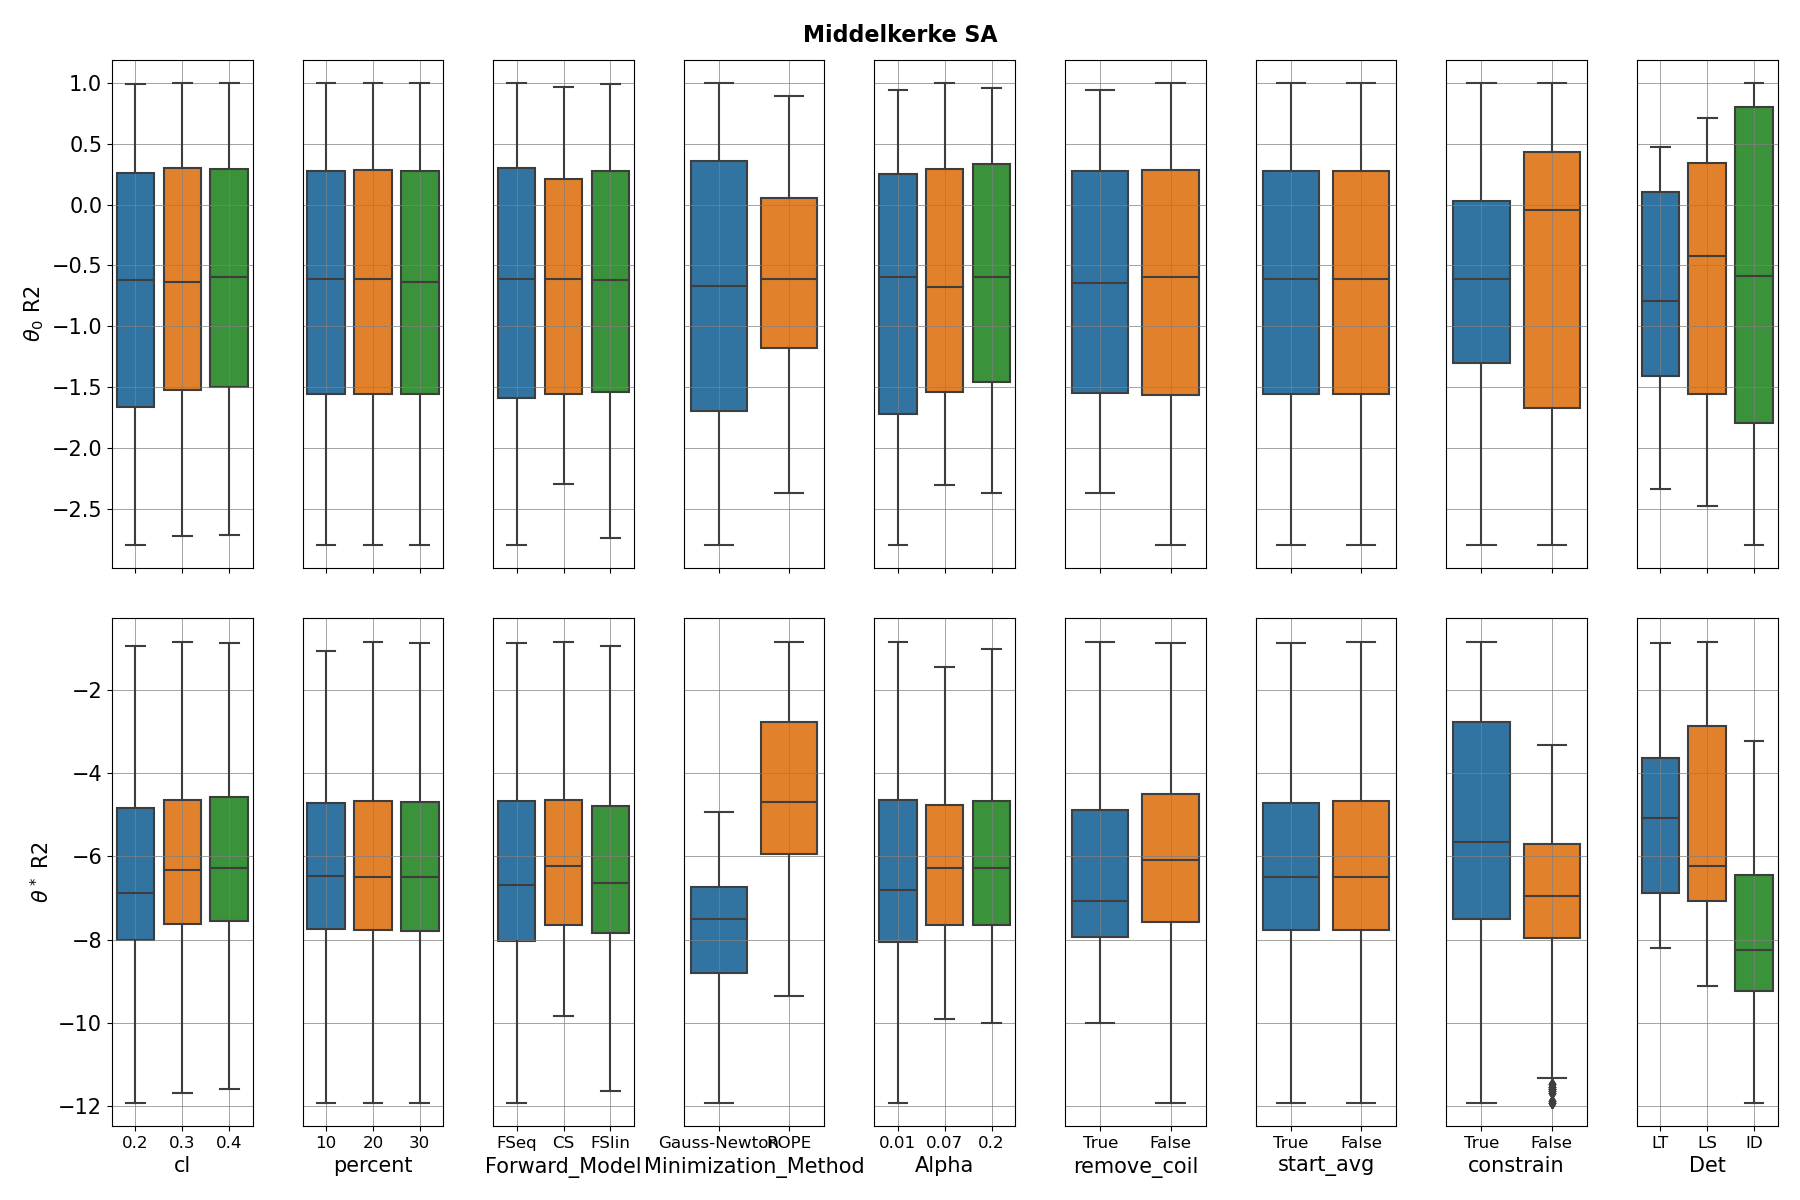 Middelkerke SA
θ₀ R2
1.0
0.5
0.0
−0.5
−1.0
−1.5
−2.0
−2.5
θ* R2
−2
−4
−6
−8
−10
−12
0.2 0.3 0.4
cl
10 20 30
percent
FSeq CS FSlin
Forward_Model
Gauss-Newton ROPE
Minimization_Method
0.01 0.07 0.2
Alpha
True False
remove_coil
True False
start_avg
True False
constrain
LT LS ID
Det